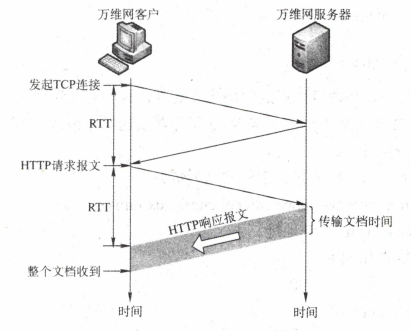 万维网客户
万维网服务器
发起TCP连接
RTT
HTTP请求报文
RTT
HTTP响应报文
传输文档时间
整个文档收到
时间
时间